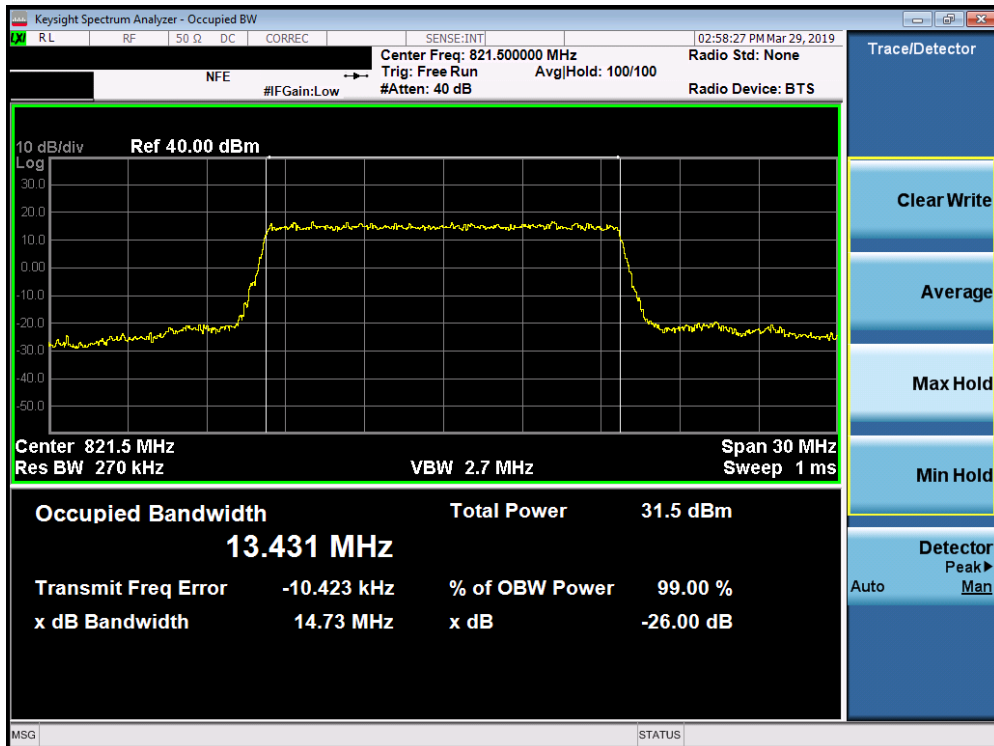 Keysight Spectrum Analyzer - Occupied BW
LXI RL RF 50 Ω DC CORREC SENSE:INT 02:58:27 PM Mar 29, 2019
Center Freq: 821.500000 MHz Radio Std: None
NFE Trig: Free Run Avg|Hold: 100/100
#IFGain:Low #Atten: 40 dB Radio Device: BTS
10 dB/div Ref 40.00 dBm
Log
30.0
20.0
10.0
0.00
-10.0
-20.0
-30.0
-40.0
-50.0
Center 821.5 MHz Span 30 MHz
Res BW 270 kHz VBW 2.7 MHz Sweep 1 ms
Occupied Bandwidth Total Power 31.5 dBm
13.431 MHz
Transmit Freq Error -10.423 kHz % of OBW Power 99.00 %
x dB Bandwidth 14.73 MHz x dB -26.00 dB
MSG STATUS
Trace/Detector
Clear Write
Average
Max Hold
Min Hold
Detector
Peak▶
Auto Man